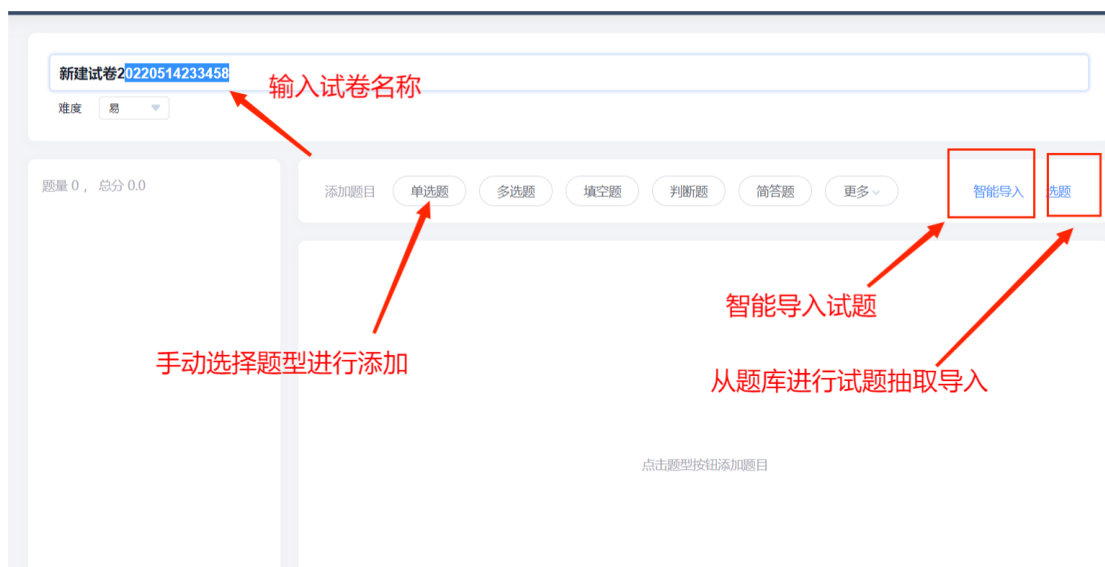 新建试卷20220514233458
输入试卷名称
难度 易
题量 0 ， 总分 0.0
添加题目 单选题 多选题 填空题 判断题 简答题 更多 智能导入 选题
智能导入试题
手动选择题型进行添加
从题库进行试题抽取导入
点击题型按钮添加题目